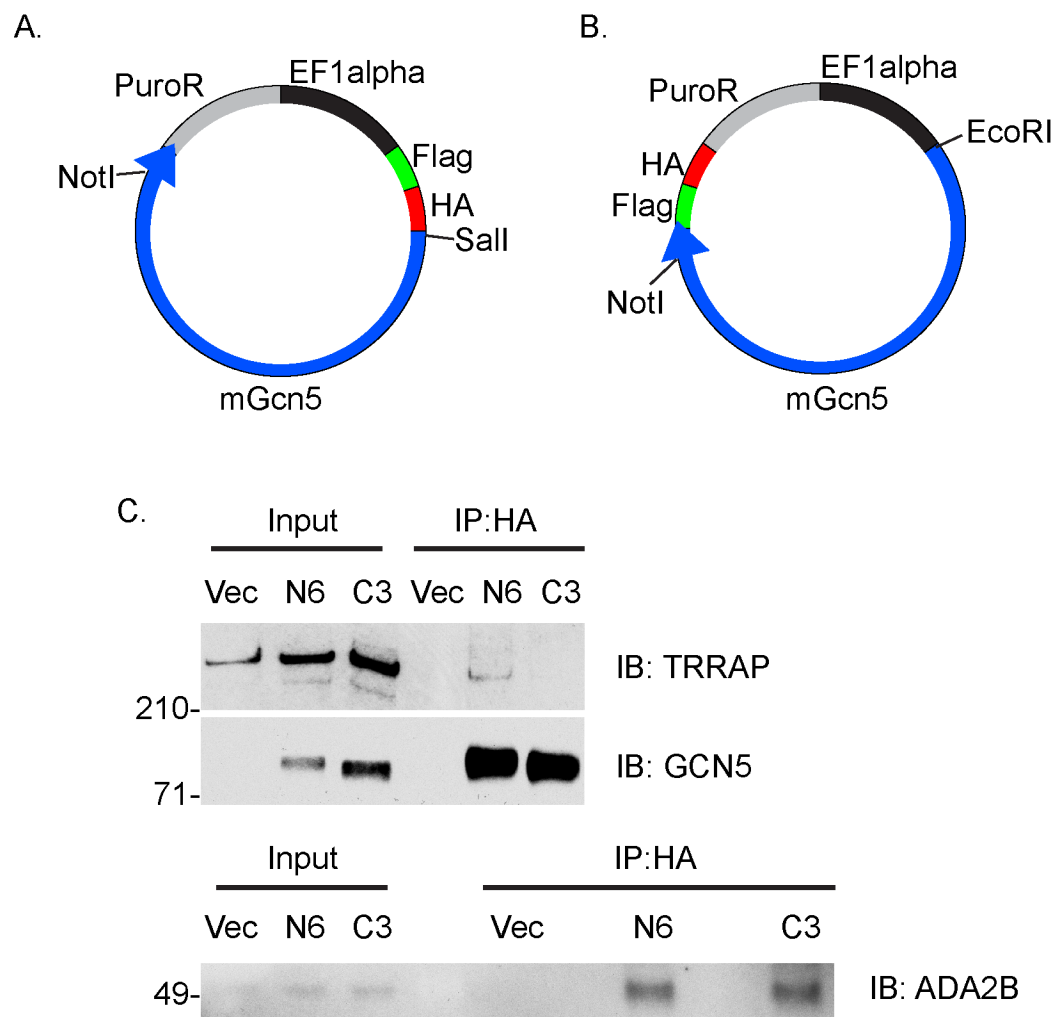 A.
B.
EF1alpha
PuroR
Flag
HA
SalI
NotI
mGcn5
EF1alpha
PuroR
EcoRI
HA
Flag
NotI
mGcn5
C.
Input IP:HA
Vec N6 C3 Vec N6 C3
IB: TRRAP
210-
IB: GCN5
71-
Input IP:HA
Vec N6 C3 Vec N6 C3
49- IB: ADA2B